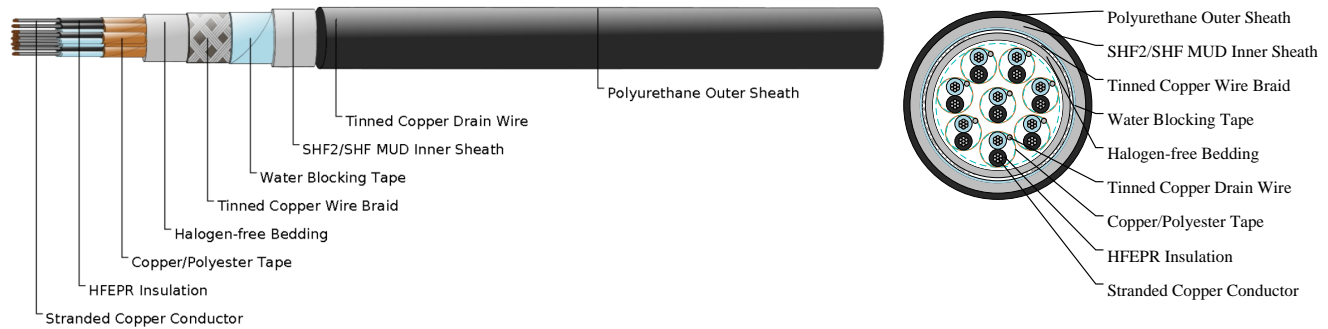 Polyurethane Outer Sheath
Tinned Copper Drain Wire
SHF2/SHF MUD Inner Sheath
Water Blocking Tape
Tinned Copper Wire Braid
Halogen-free Bedding
Copper/Polyester Tape
HFEPR Insulation
Stranded Copper Conductor
Polyurethane Outer Sheath
SHF2/SHF MUD Inner Sheath
Tinned Copper Wire Braid
Water Blocking Tape
Halogen-free Bedding
Tinned Copper Drain Wire
Copper/Polyester Tape
HFEPR Insulation
Stranded Copper Conductor